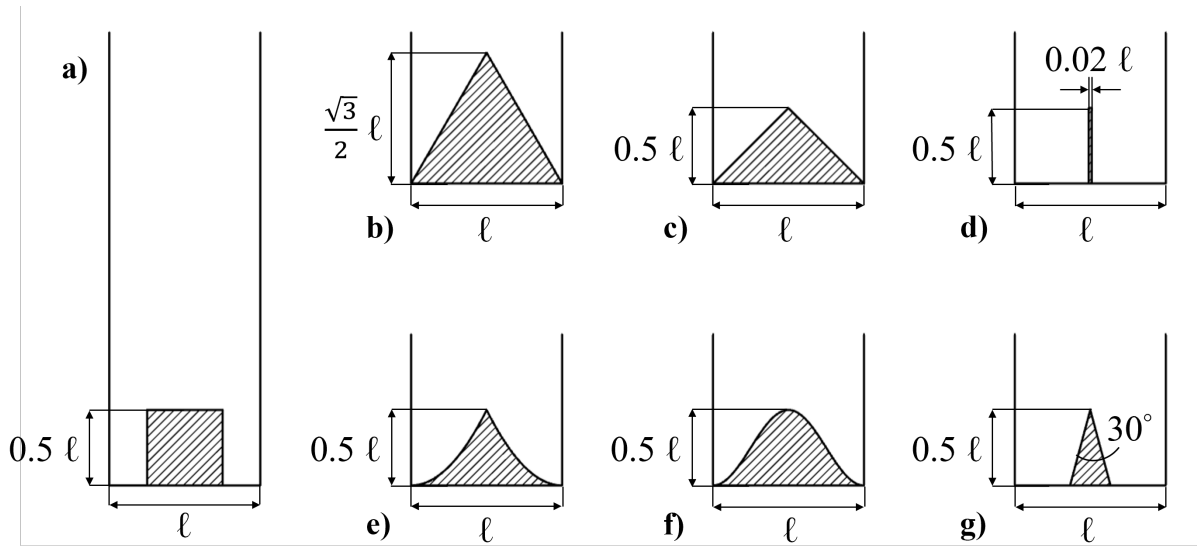 a)
0.5 ℓ
ℓ
√3/2 ℓ
b)
ℓ
0.5 ℓ
c)
ℓ
0.02 ℓ
0.5 ℓ
d)
ℓ
0.5 ℓ
e)
ℓ
0.5 ℓ
f)
ℓ
30°
0.5 ℓ
g)
ℓ